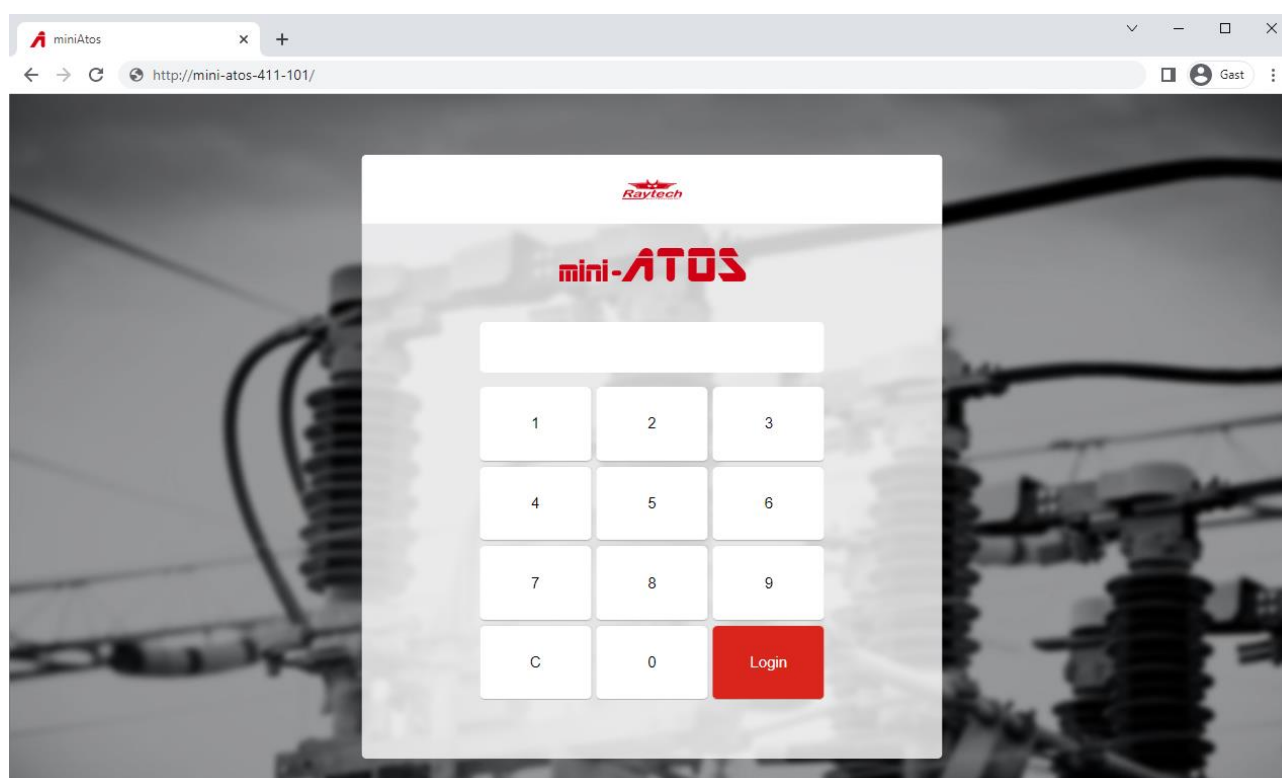 miniAtos
http://mini-atos-411-101/
Gast
Raytech
mini-ATOS
1 2 3
4 5 6
7 8 9
C 0 Login